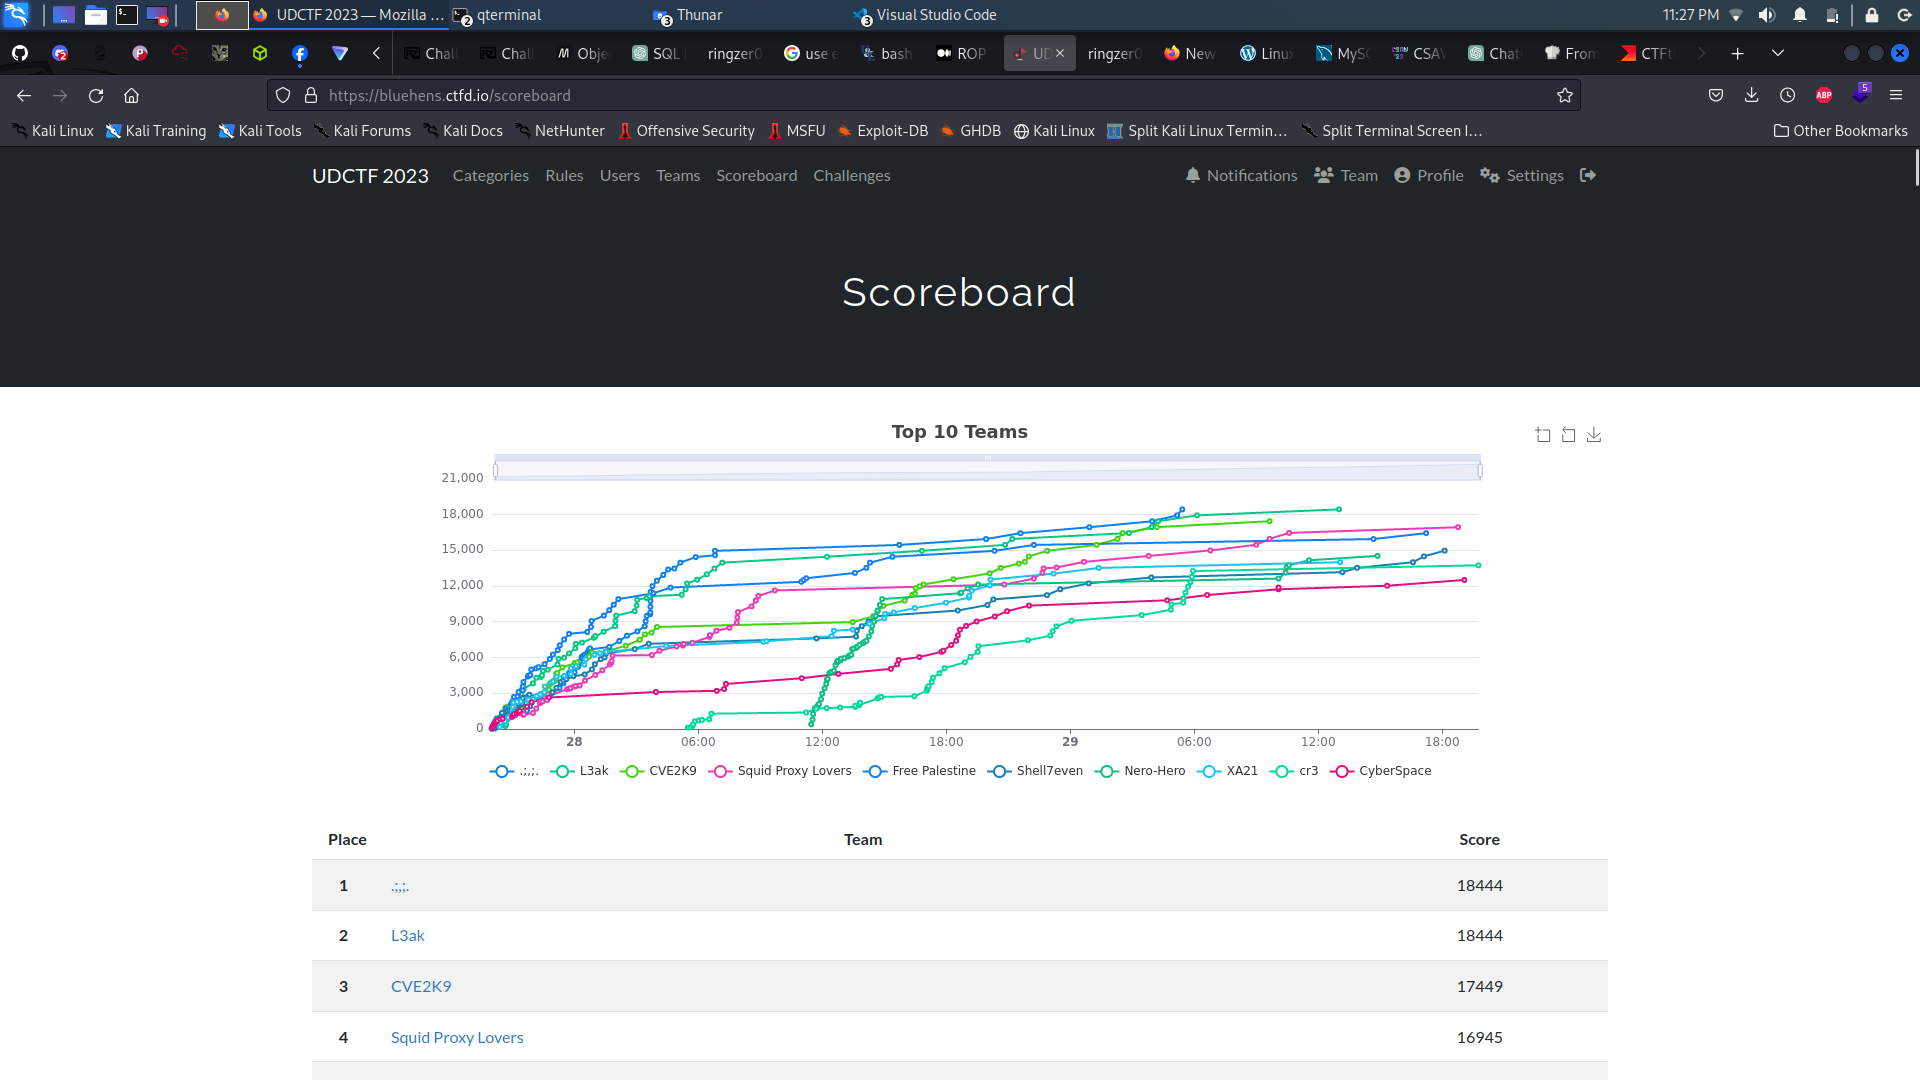 UDCTF 2023 — Mozilla ... 2 qterminal 3 Thunar 3 Visual Studio Code 11:27 PM
2 P Chall Chall M Obje SQL ringzer0 use e bash ROP UD ringzer0 New Linux MySQ CSAW Chat From CTFt
https://bluehens.ctfd.io/scoreboard ABP 5
Kali Linux Kali Training Kali Tools Kali Forums Kali Docs NetHunter Offensive Security MSFU Exploit-DB GHDB Kali Linux Split Kali Linux Termin... Split Terminal Screen I... Other Bookmarks
UDCTF 2023 Categories Rules Users Teams Scoreboard Challenges Notifications Team Profile Settings
Scoreboard
Top 10 Teams
21,000
18,000
15,000
12,000
9,000
6,000
3,000
0
28 06:00 12:00 18:00 29 06:00 12:00 18:00
.;,;. L3ak CVE2K9 Squid Proxy Lovers Free Palestine Shell7even Nero-Hero XA21 cr3 CyberSpace
Place Team Score
1 .;,;. 18444
2 L3ak 18444
3 CVE2K9 17449
4 Squid Proxy Lovers 16945